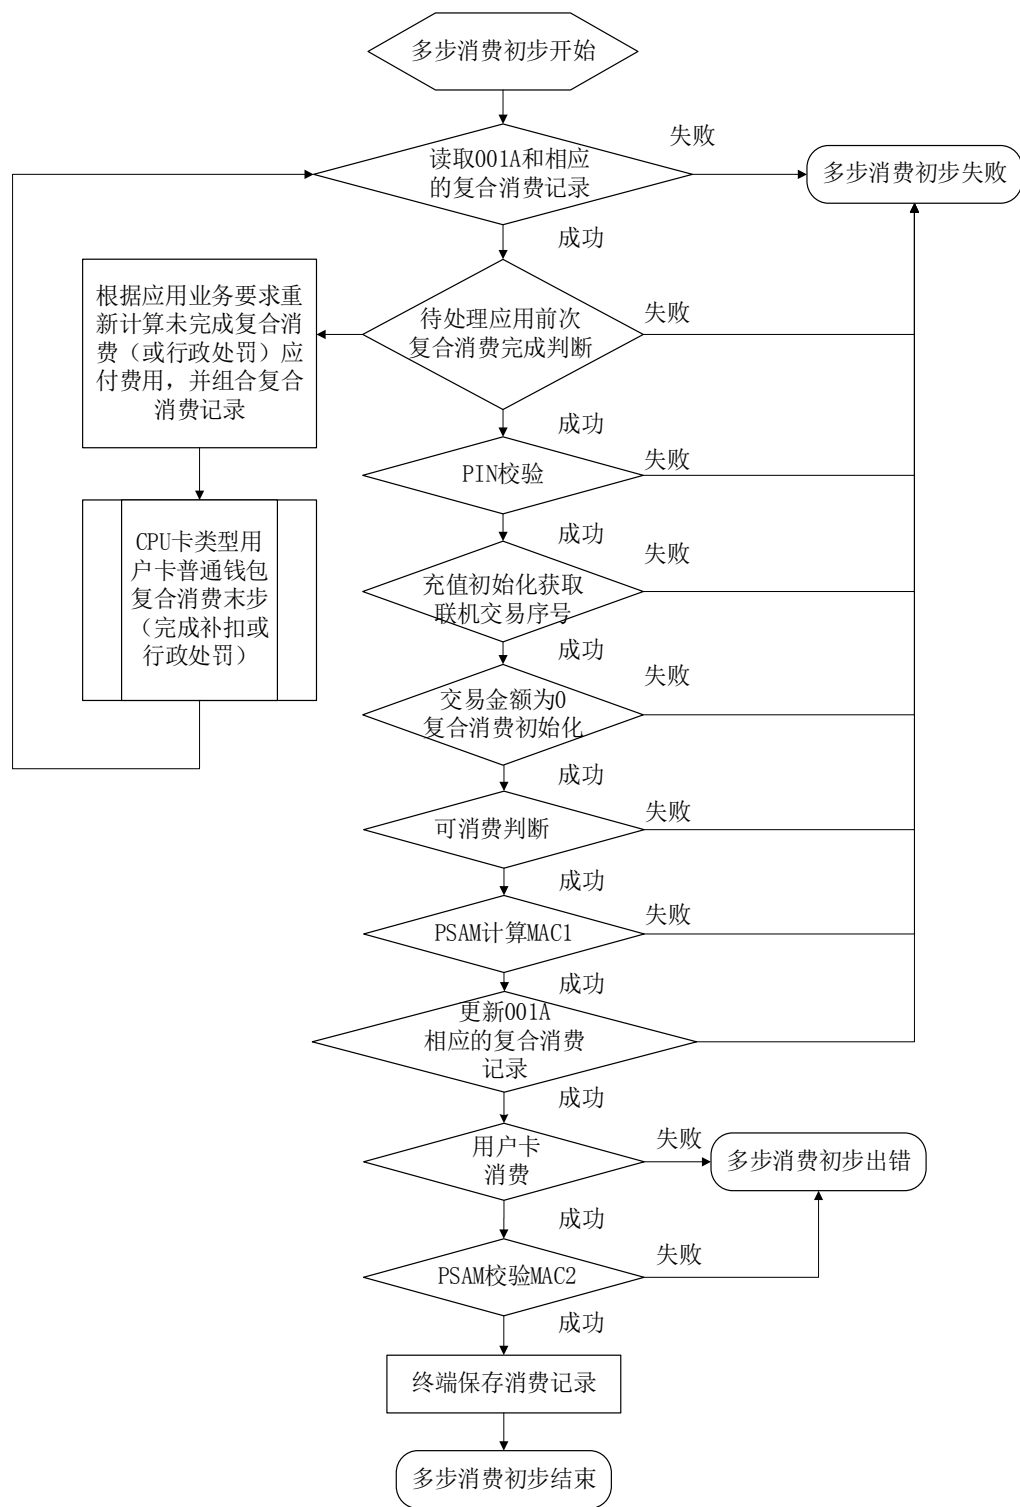 多步消费初步开始
失败
读取001A和相应
的复合消费记录
多步消费初步失败
成功
根据应用业务要求重
新计算未完成复合消
费（或行政处罚）应
付费用，并组合复合
消费记录
待处理应用前次
复合消费完成判断
失败
成功
PIN校验
失败
成功
CPU卡类型用
户卡普通钱包
复合消费末步
（完成补扣或
行政处罚）
失败
充值初始化获取
联机交易序号
成功
失败
交易金额为0
复合消费初始化
成功
可消费判断
失败
成功
PSAM计算MAC1
失败
成功
更新001A
相应的复合消费
记录
成功
用户卡
消费
失败
多步消费初步出错
成功
PSAM校验MAC2
失败
成功
终端保存消费记录
多步消费初步结束